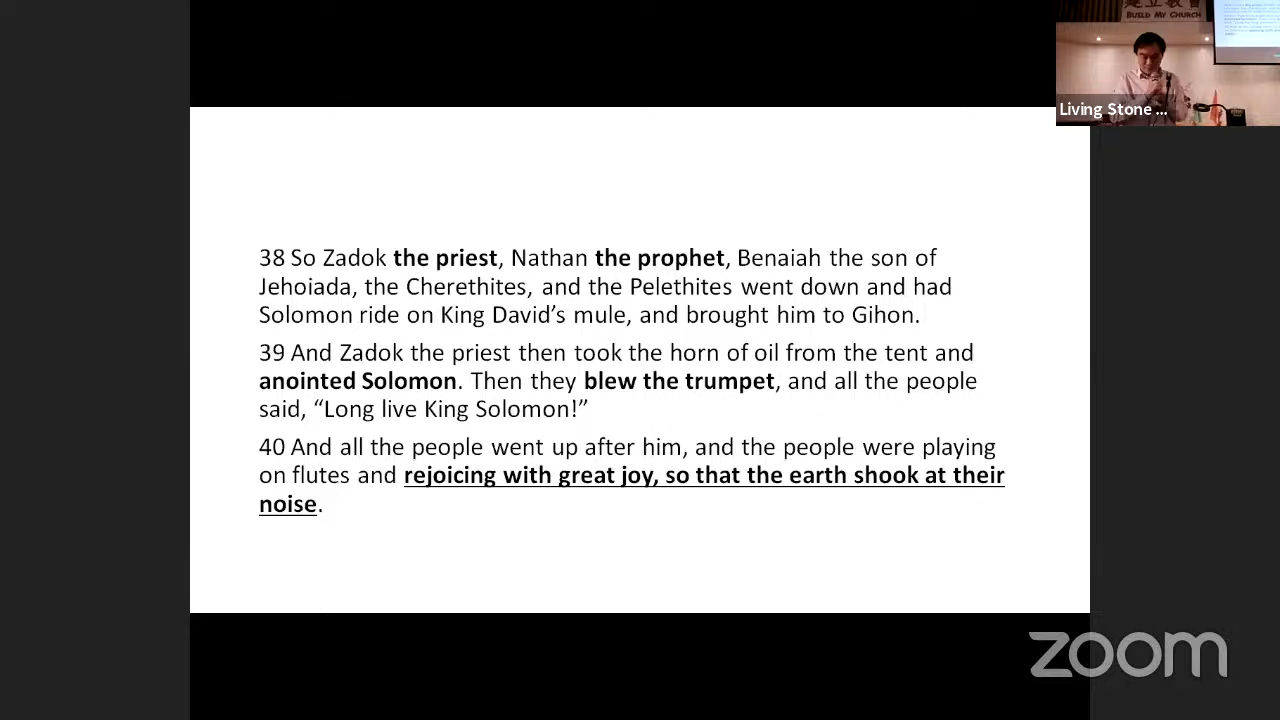 建立教會
BUILD MY CHURCH
Living Stone ...
38 So Zadok the priest, Nathan the prophet, Benaiah the son of
Jehoiada, the Cherethites, and the Pelethites went down and had
Solomon ride on King David’s mule, and brought him to Gihon.
39 And Zadok the priest then took the horn of oil from the tent and
anointed Solomon. Then they blew the trumpet, and all the people
said, “Long live King Solomon!”
40 And all the people went up after him, and the people were playing
on flutes and rejoicing with great joy, so that the earth shook at their
noise.
zoom